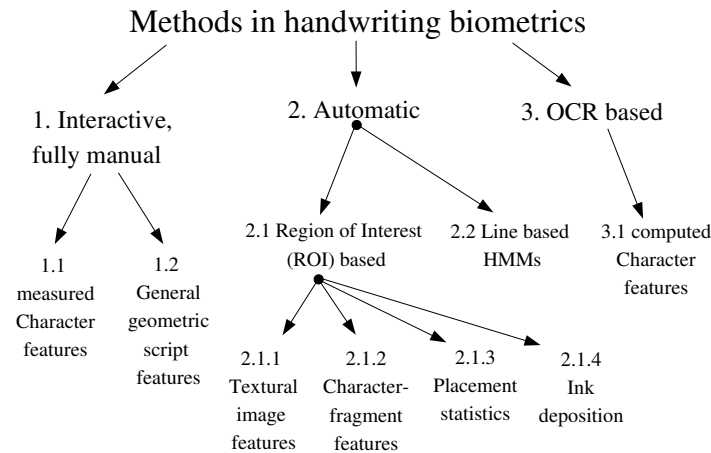 Methods in handwriting biometrics
1. Interactive,
fully manual
2. Automatic
3. OCR based
1.1
measured
Character
features
1.2
General
geometric
script
features
2.1 Region of Interest
(ROI) based
2.2 Line based
HMMs
3.1 computed
Character
features
2.1.1
Textural
image
features
2.1.2
Character-
fragment
features
2.1.3
Placement
statistics
2.1.4
Ink
deposition